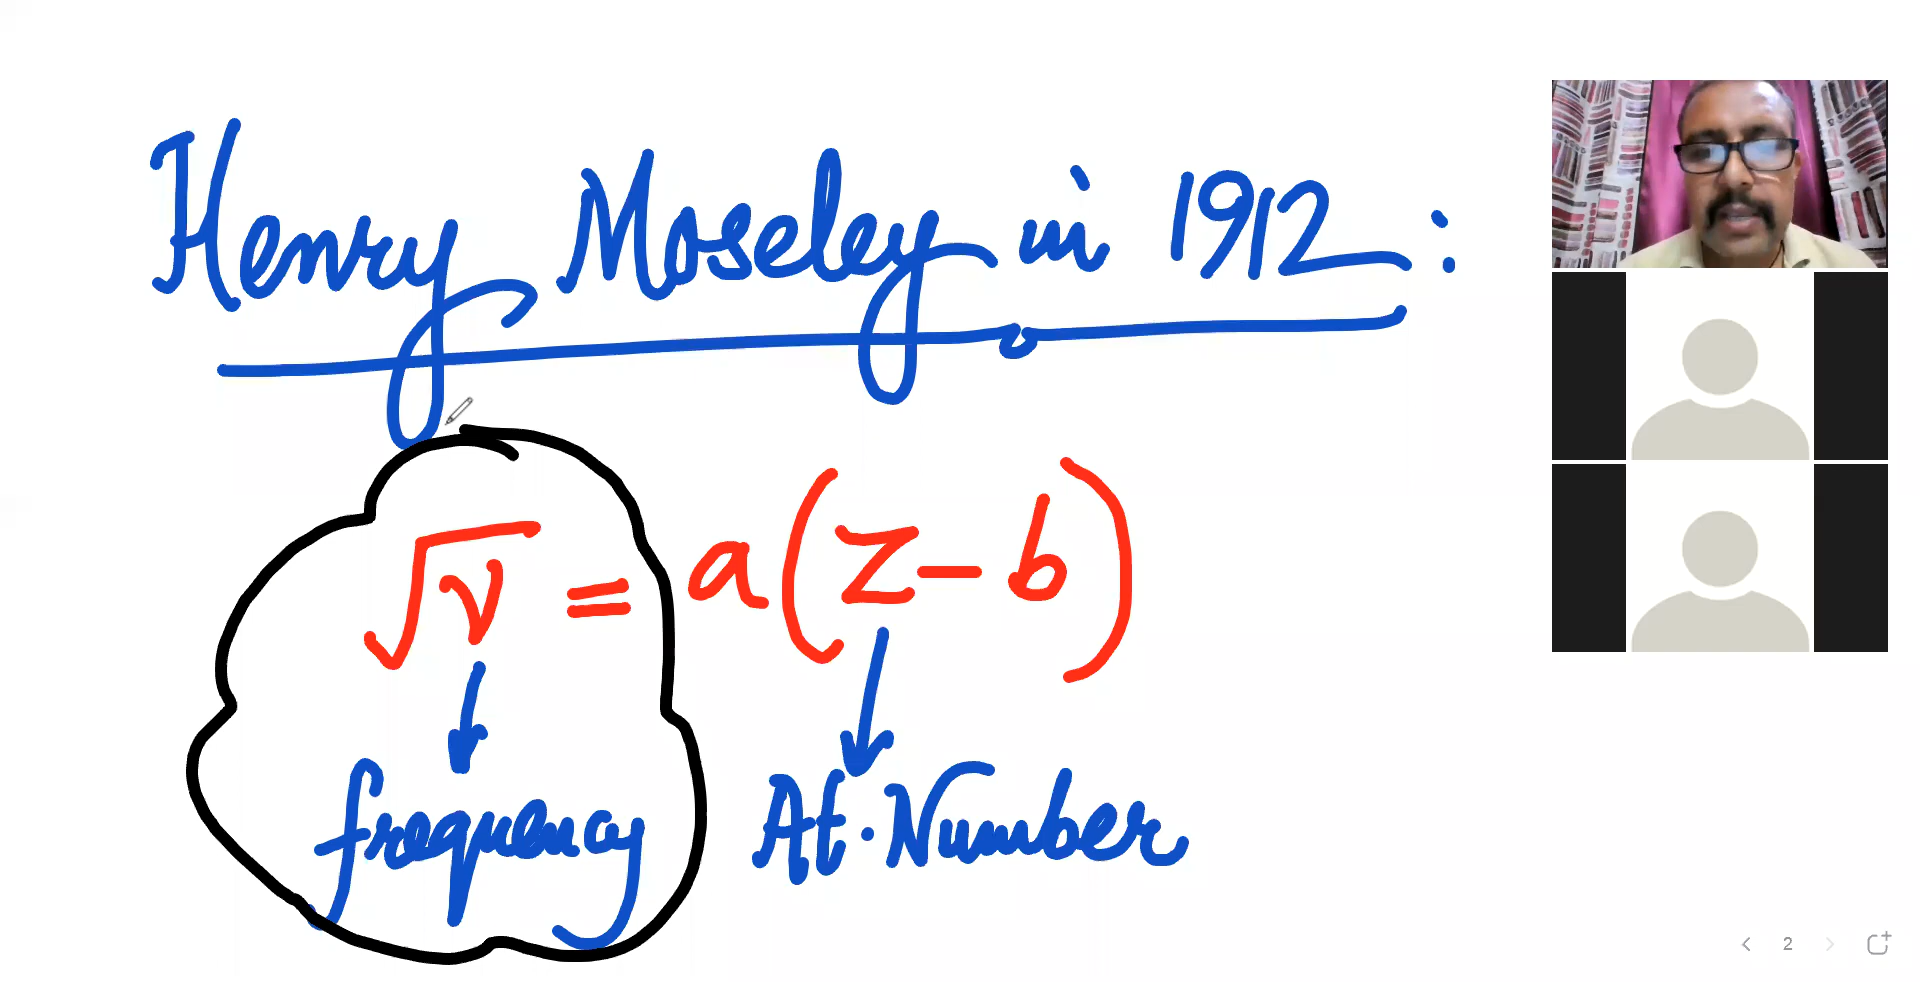 Henry Moseley in 1912 :
√ν = a(z - b)
frequency At. Number
2